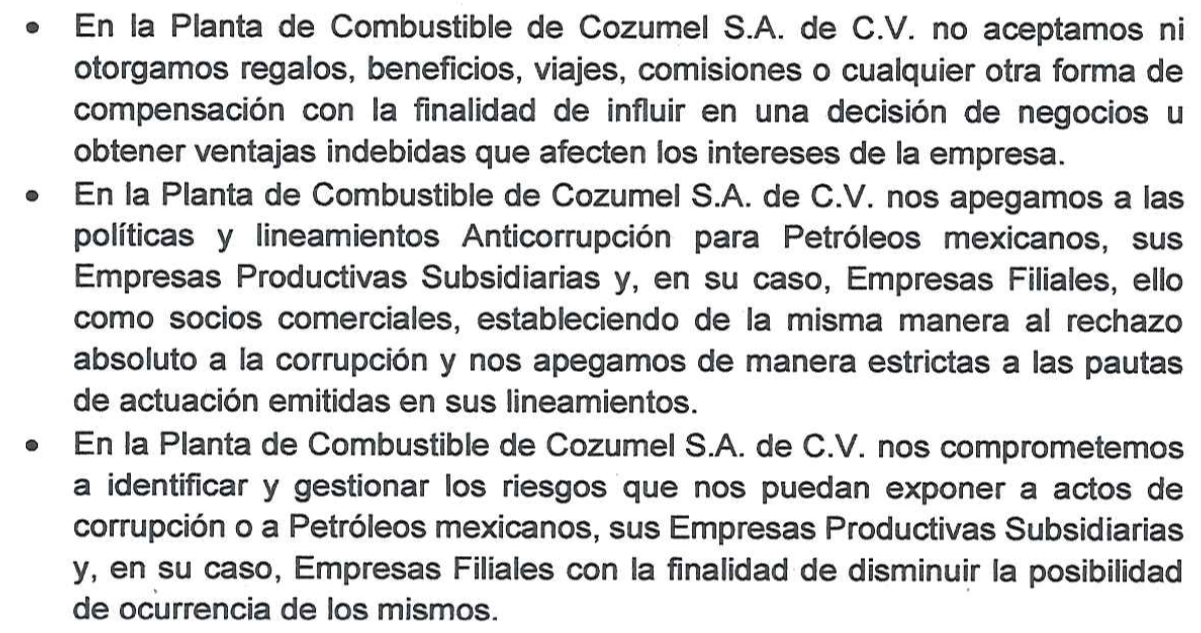 • En la Planta de Combustible de Cozumel S.A. de C.V. no aceptamos ni
otorgamos regalos, beneficios, viajes, comisiones o cualquier otra forma de
compensación con la finalidad de influir en una decisión de negocios u
obtener ventajas indebidas que afecten los intereses de la empresa.
• En la Planta de Combustible de Cozumel S.A. de C.V. nos apegamos a las
políticas y lineamientos Anticorrupción para Petróleos mexicanos, sus
Empresas Productivas Subsidiarias y, en su caso, Empresas Filiales, ello
como socios comerciales, estableciendo de la misma manera al rechazo
absoluto a la corrupción y nos apegamos de manera estrictas a las pautas
de actuación emitidas en sus lineamientos.
• En la Planta de Combustible de Cozumel S.A. de C.V. nos comprometemos
a identificar y gestionar los riesgos que nos puedan exponer a actos de
corrupción o a Petróleos mexicanos, sus Empresas Productivas Subsidiarias
y, en su caso, Empresas Filiales con la finalidad de disminuir la posibilidad
de ocurrencia de los mismos.